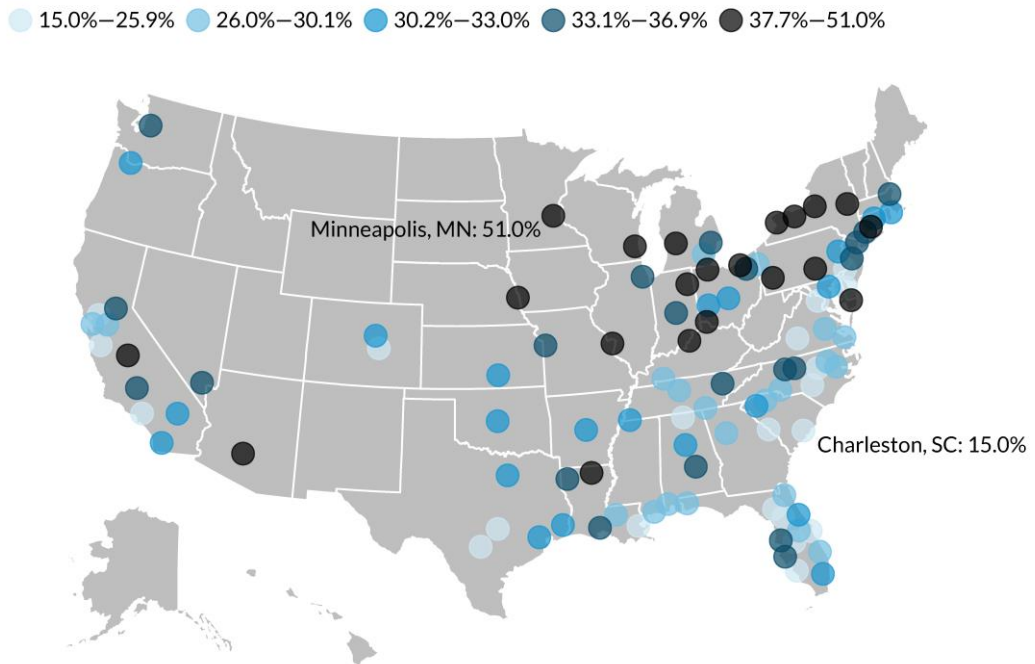 15.0%—25.9% 26.0%—30.1% 30.2%—33.0% 33.1%—36.9% 37.7%—51.0%
Minneapolis, MN: 51.0%
Charleston, SC: 15.0%